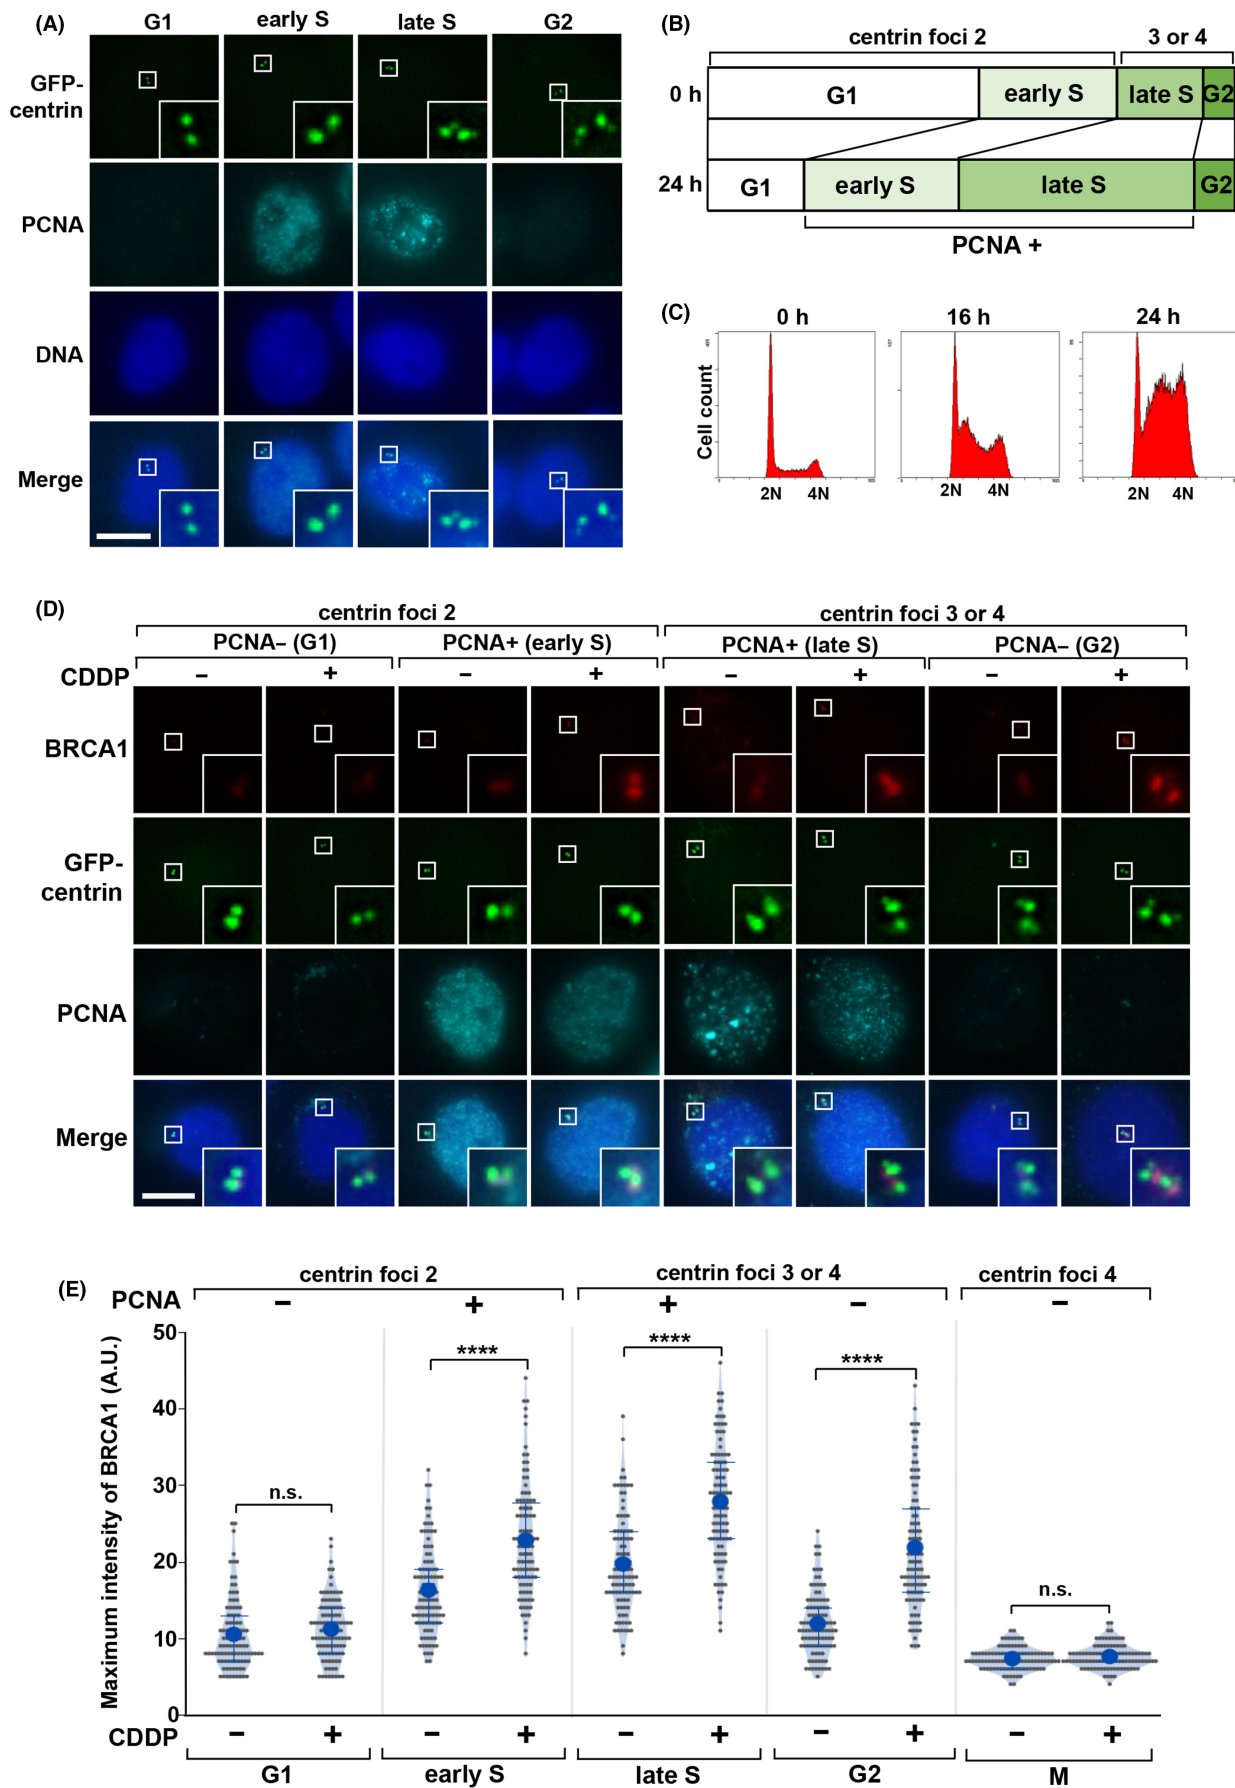 (A)
G1 early S late S G2
GFP-
centrin
PCNA
DNA
Merge
(B)
centrin foci 2 3 or 4
0 h G1 early S late S G2
24 h G1 early S late S G2
PCNA +
(C)
0 h 16 h 24 h
Cell count
2N 4N 2N 4N 2N 4N
(D)
centrin foci 2 centrin foci 3 or 4
PCNA− (G1) PCNA+ (early S) PCNA+ (late S) PCNA− (G2)
CDDP − + − + − + − +
BRCA1
GFP-
centrin
PCNA
Merge
(E)
centrin foci 2 centrin foci 3 or 4 centrin foci 4
PCNA − + + − −
Maximum intensity of BRCA1 (A.U.)
50
40
30
20
10
0
n.s. **** **** **** n.s.
CDDP − + − + − + − + − +
G1 early S late S G2 M